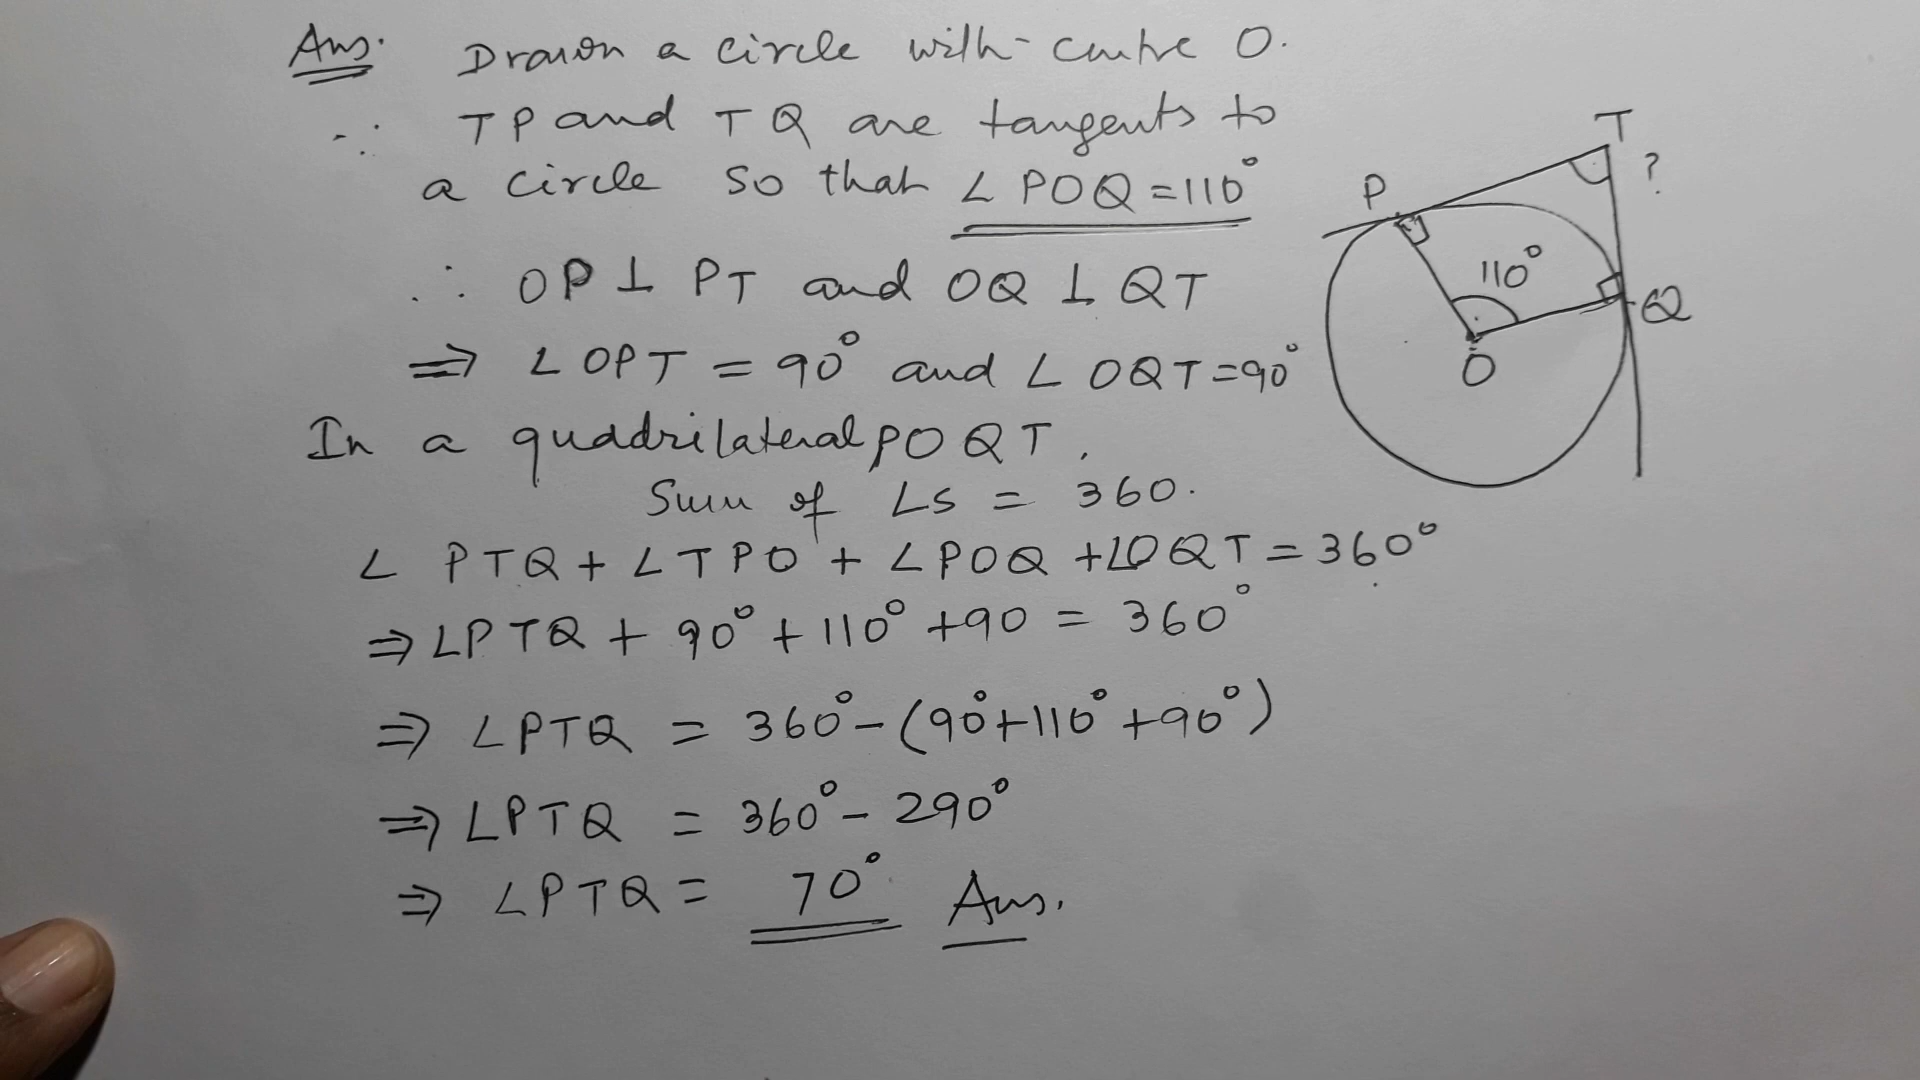 Ans. Drawn a circle with centre O.
∴ TP and TQ are tangents to
a circle so that ∠POQ = 110°
∴ OP ⊥ PT and OQ ⊥ QT
⇒ ∠OPT = 90° and ∠OQT = 90°
In a quadrilateral POQT,
Sum of ∠s = 360.
∠PTQ + ∠TPO + ∠POQ + ∠OQT = 360°
⇒ ∠PTQ + 90° + 110° + 90 = 360°
⇒ ∠PTQ = 360° - (90° + 110° + 90°)
⇒ ∠PTQ = 360° - 290°
⇒ ∠PTQ = 70° Ans.
T
?
P
110°
Q
O